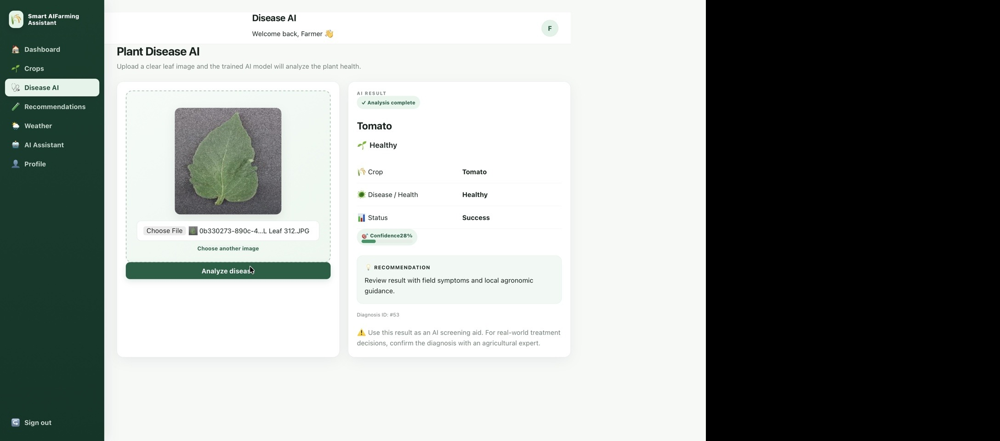 Smart AIFarming
Assistant
Dashboard
Crops
Disease AI
Recommendations
Weather
AI Assistant
Profile
Sign out
Disease AI
Welcome back, Farmer 👋
F
Plant Disease AI
Upload a clear leaf image and the trained AI model will analyze the plant health.
Choose File 0b330273-890c-4...L Leaf 312.JPG
Choose another image
Analyze disease
AI RESULT
✓ Analysis complete
Tomato
🌱 Healthy
Crop Tomato
Disease / Health Healthy
Status Success
🎯 Confidence28%
💡 RECOMMENDATION
Review result with field symptoms and local agronomic
guidance.
Diagnosis ID: #53
⚠️ Use this result as an AI screening aid. For real-world treatment
decisions, confirm the diagnosis with an agricultural expert.